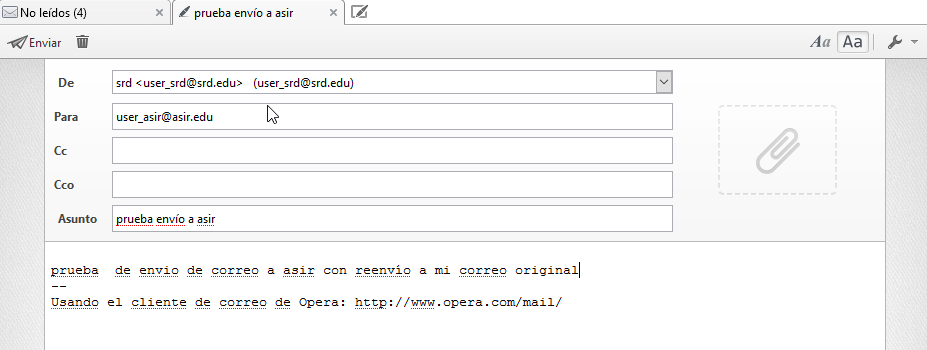 No leídos (4)
prueba envío a asir
Enviar
Aa Aa
De srd <user_srd@srd.edu> (user_srd@srd.edu)
Para user_asir@asir.edu
Cc
Cco
Asunto prueba envío a asir
prueba de envio de correo a asir con reenvío a mi correo original
--
Usando el cliente de correo de Opera: http://www.opera.com/mail/